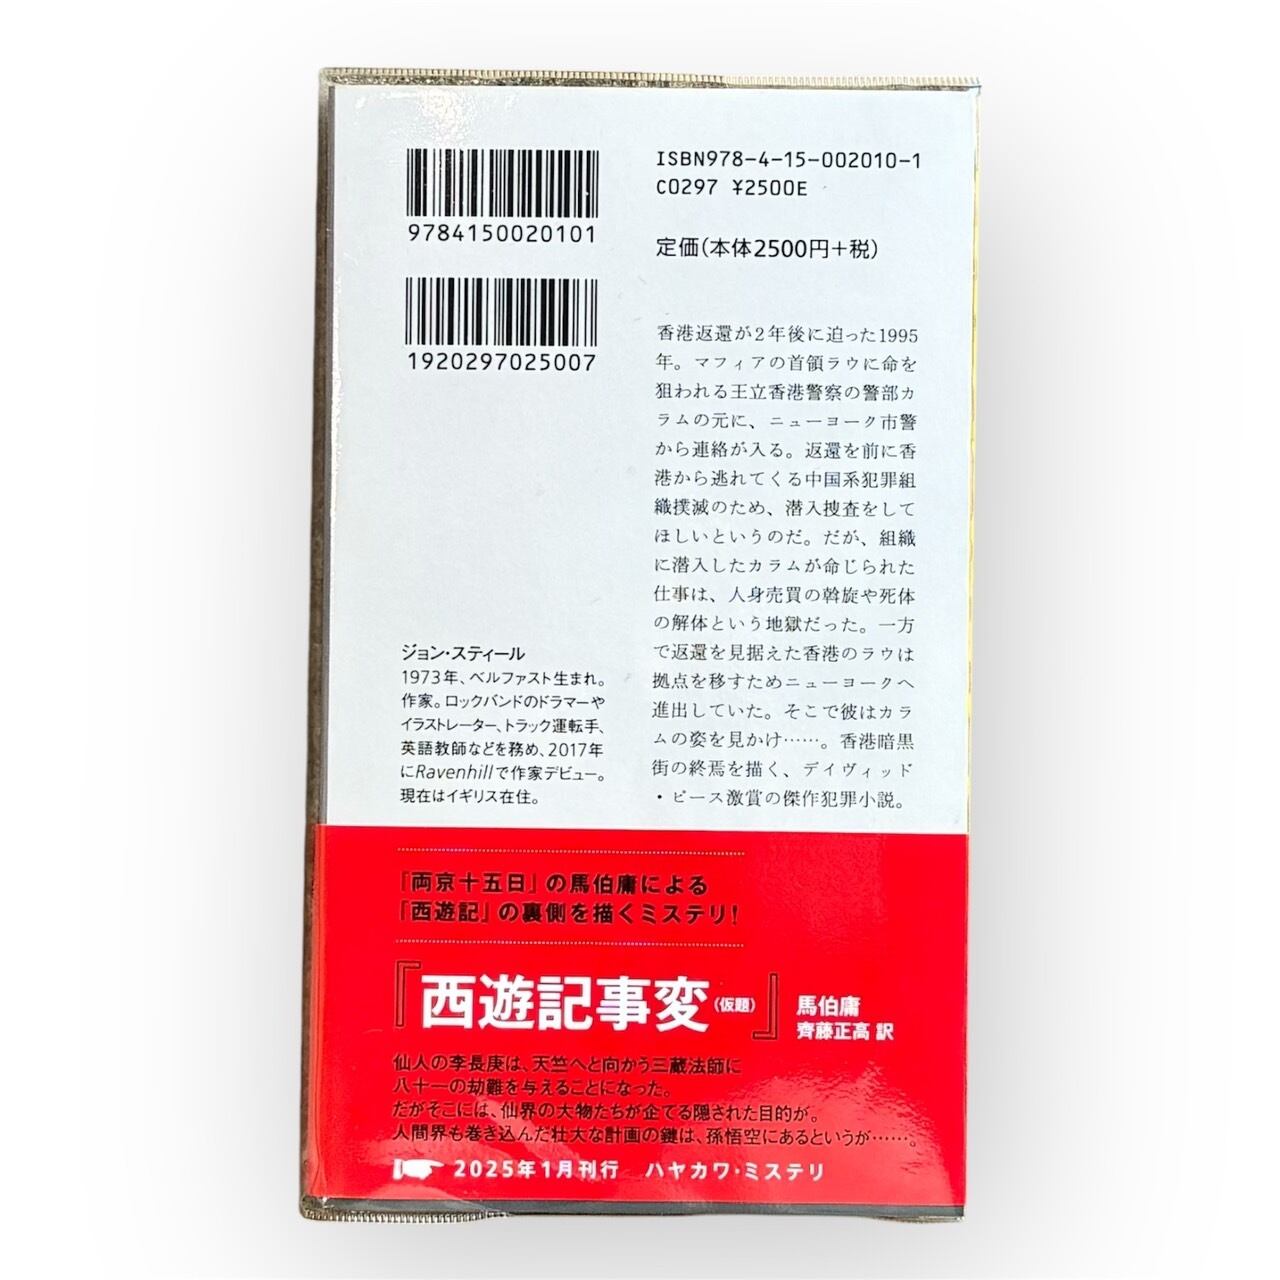 9784150020101
1920297025007
ISBN978-4-15-002010-1
C0297 ¥2500E
定価(本体2500円+税)
香港返還が2年後に迫った1995
年。マフィアの首領ラウに命を
狙われる王立香港警察の警部カ
ラムの元に、ニューヨーク市警
から連絡が入る。返還を前に香
港から逃れてくる中国系犯罪組
織撲滅のため、潜入捜査をして
ほしいというのだ。だが、組織
に潜入したカラムが命じられた
仕事は、人身売買の斡旋や死体
の解体という地獄だった。一方
で返還を見据えた香港のラウは
拠点を移すためニューヨークへ
進出していた。そこで彼はカラ
ムの姿を見かけ……。香港暗黒
街の終焉を描く、デイヴィッド
・ピース激賞の傑作犯罪小説。
ジョン・スティール
1973年、ベルファスト生まれ。
作家。ロックバンドのドラマーや
イラストレーター、トラック運転手、
英語教師などを務め、2017年
にRavenhillで作家デビュー。
現在はイギリス在住。
『両京十五日』の馬伯庸による
『西遊記』の裏側を描くミステリ!
『西遊記事変(仮題)』
馬伯庸
齊藤正高 訳
仙人の李長庚は、天竺へと向かう三蔵法師に
八十一の劫難を与えることになった。
だがそこには、仙界の大物たちが企てる隠された目的が。
人間界も巻き込んだ壮大な計画の鍵は、孫悟空にあるというが……。
2025年1月刊行 ハヤカワ・ミステリ